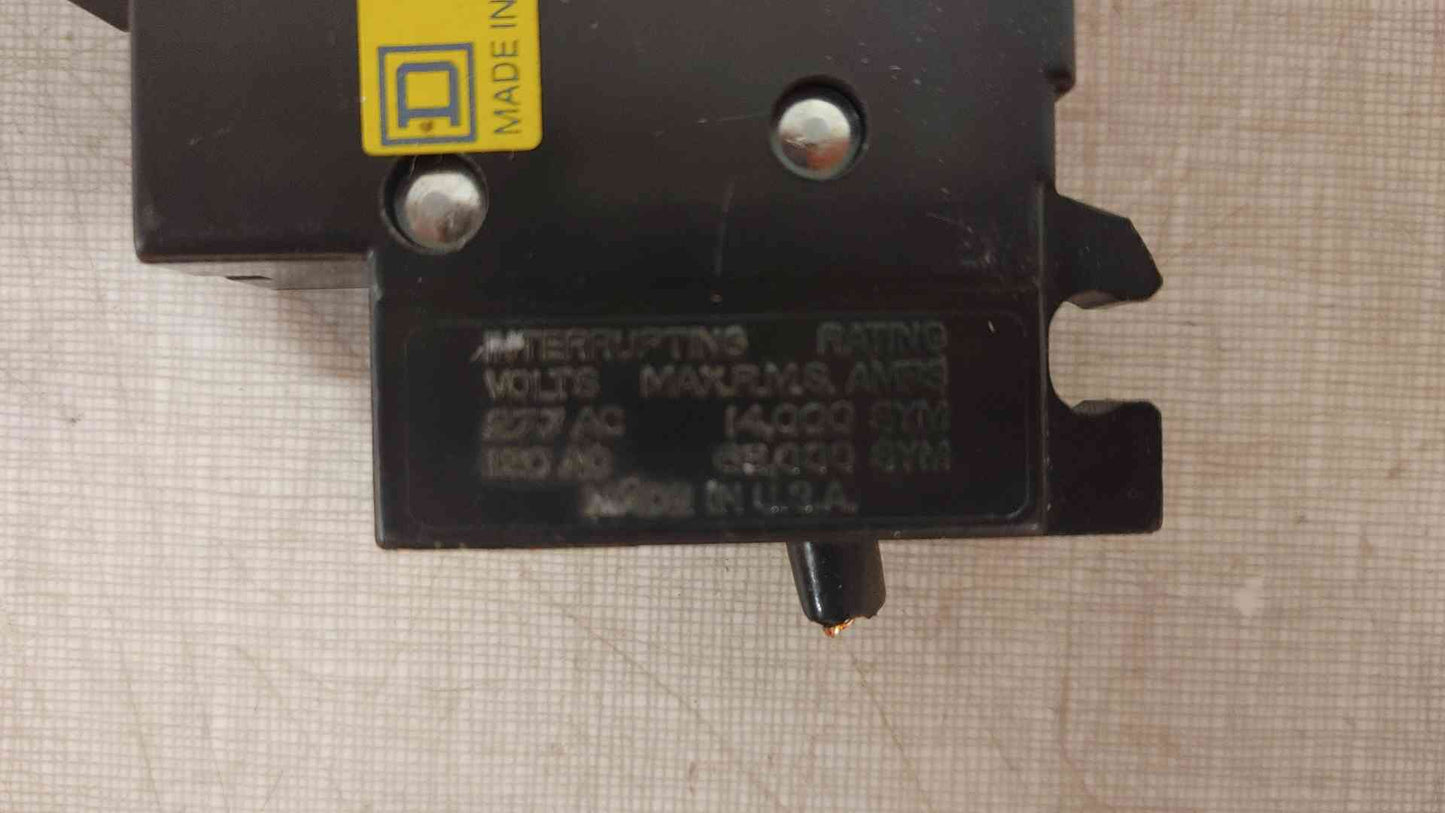 MADE IN
INTERRUPTING RATING
VOLTS MAX.R.M.S. AMPS
277 AC 14,000 SYM
120 AC 65,000 SYM
MADE IN U.S.A.